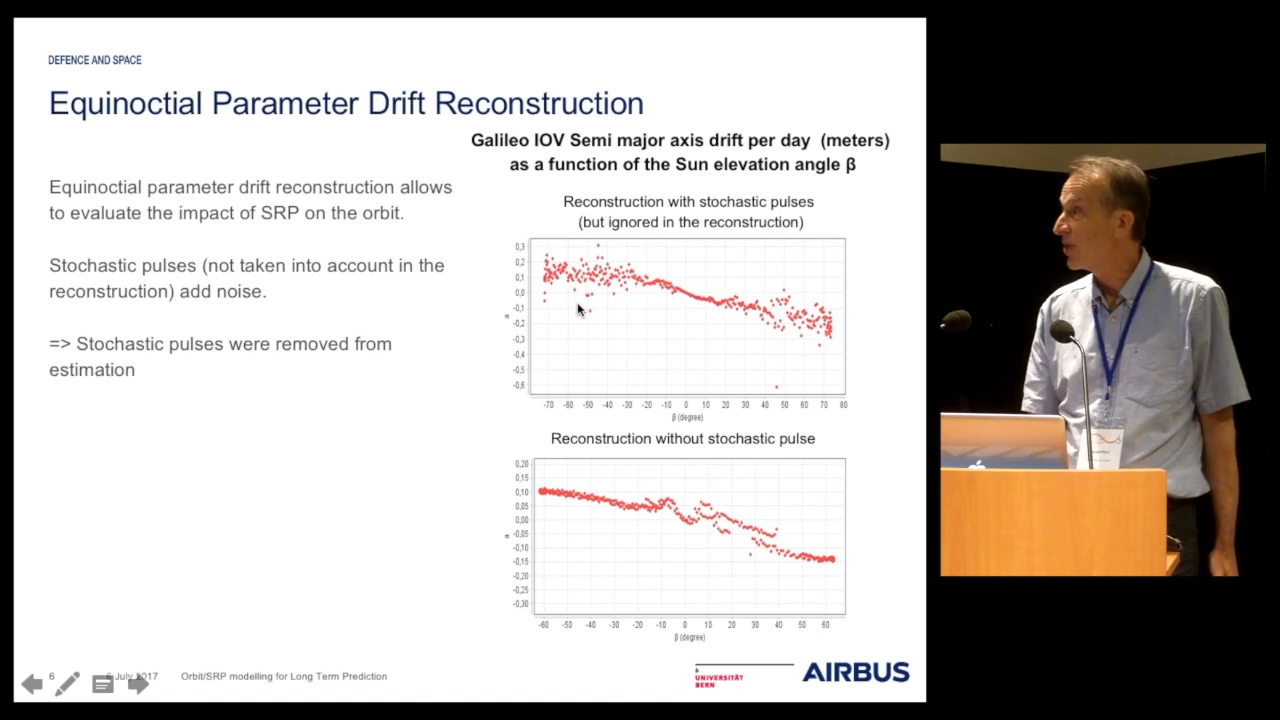 DEFENCE AND SPACE
Equinoctial Parameter Drift Reconstruction
Galileo IOV Semi major axis drift per day (meters)
as a function of the Sun elevation angle β
Equinoctial parameter drift reconstruction allows
to evaluate the impact of SRP on the orbit.
Stochastic pulses (not taken into account in the
reconstruction) add noise.
=> Stochastic pulses were removed from
estimation
Reconstruction with stochastic pulses
(but ignored in the reconstruction)
0,3
0,2
0,1
0,0
-0,1
-0,2
-0,3
-0,4
-0,5
-0,6
a
-70 -60 -50 -40 -30 -20 -10 0 10 20 30 40 50 60 70 80
β (degree)
Reconstruction without stochastic pulse
0,20
0,15
0,10
0,05
0,00
-0,05
-0,10
-0,15
-0,20
-0,25
-0,30
a
-60 -50 -40 -30 -20 -10 0 10 20 30 40 50 60
β (degree)
6 6 July 2017 Orbit/SRP modelling for Long Term Prediction
b
UNIVERSITÄT
BERN
AIRBUS